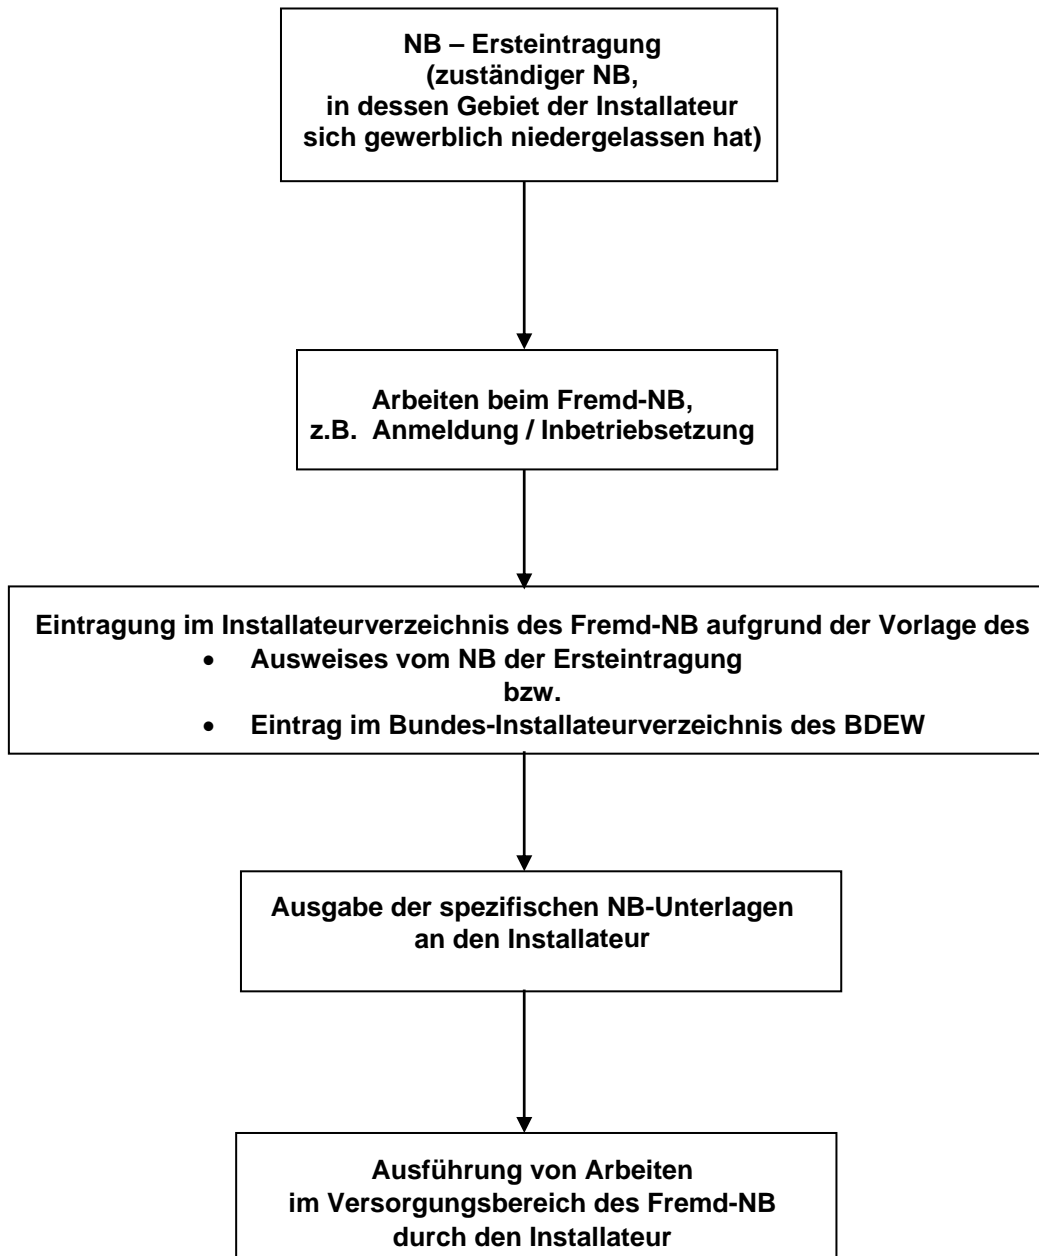 NB – Ersteintragung
(zuständiger NB,
in dessen Gebiet der Installateur
sich gewerblich niedergelassen hat)
Arbeiten beim Fremd-NB,
z.B. Anmeldung / Inbetriebsetzung
Eintragung im Installateurverzeichnis des Fremd-NB aufgrund der Vorlage des
• Ausweises vom NB der Ersteintragung
bzw.
• Eintrag im Bundes-Installateurverzeichnis des BDEW
Ausgabe der spezifischen NB-Unterlagen
an den Installateur
Ausführung von Arbeiten
im Versorgungsbereich des Fremd-NB
durch den Installateur